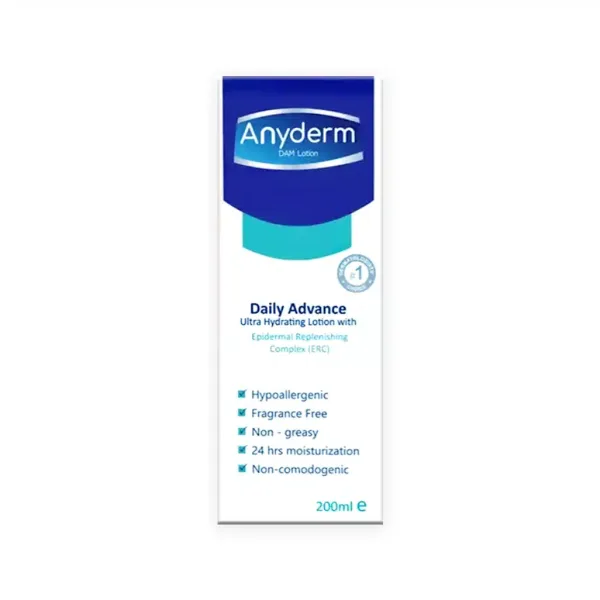 Anyderm
DAM Lotion
#1
Daily Advance
Ultra Hydrating Lotion with
Epidermal Replenishing
Complex (ERC)
Hypoallergenic
Fragrance Free
Non - greasy
24 hrs moisturization
Non-comodogenic
200ml e